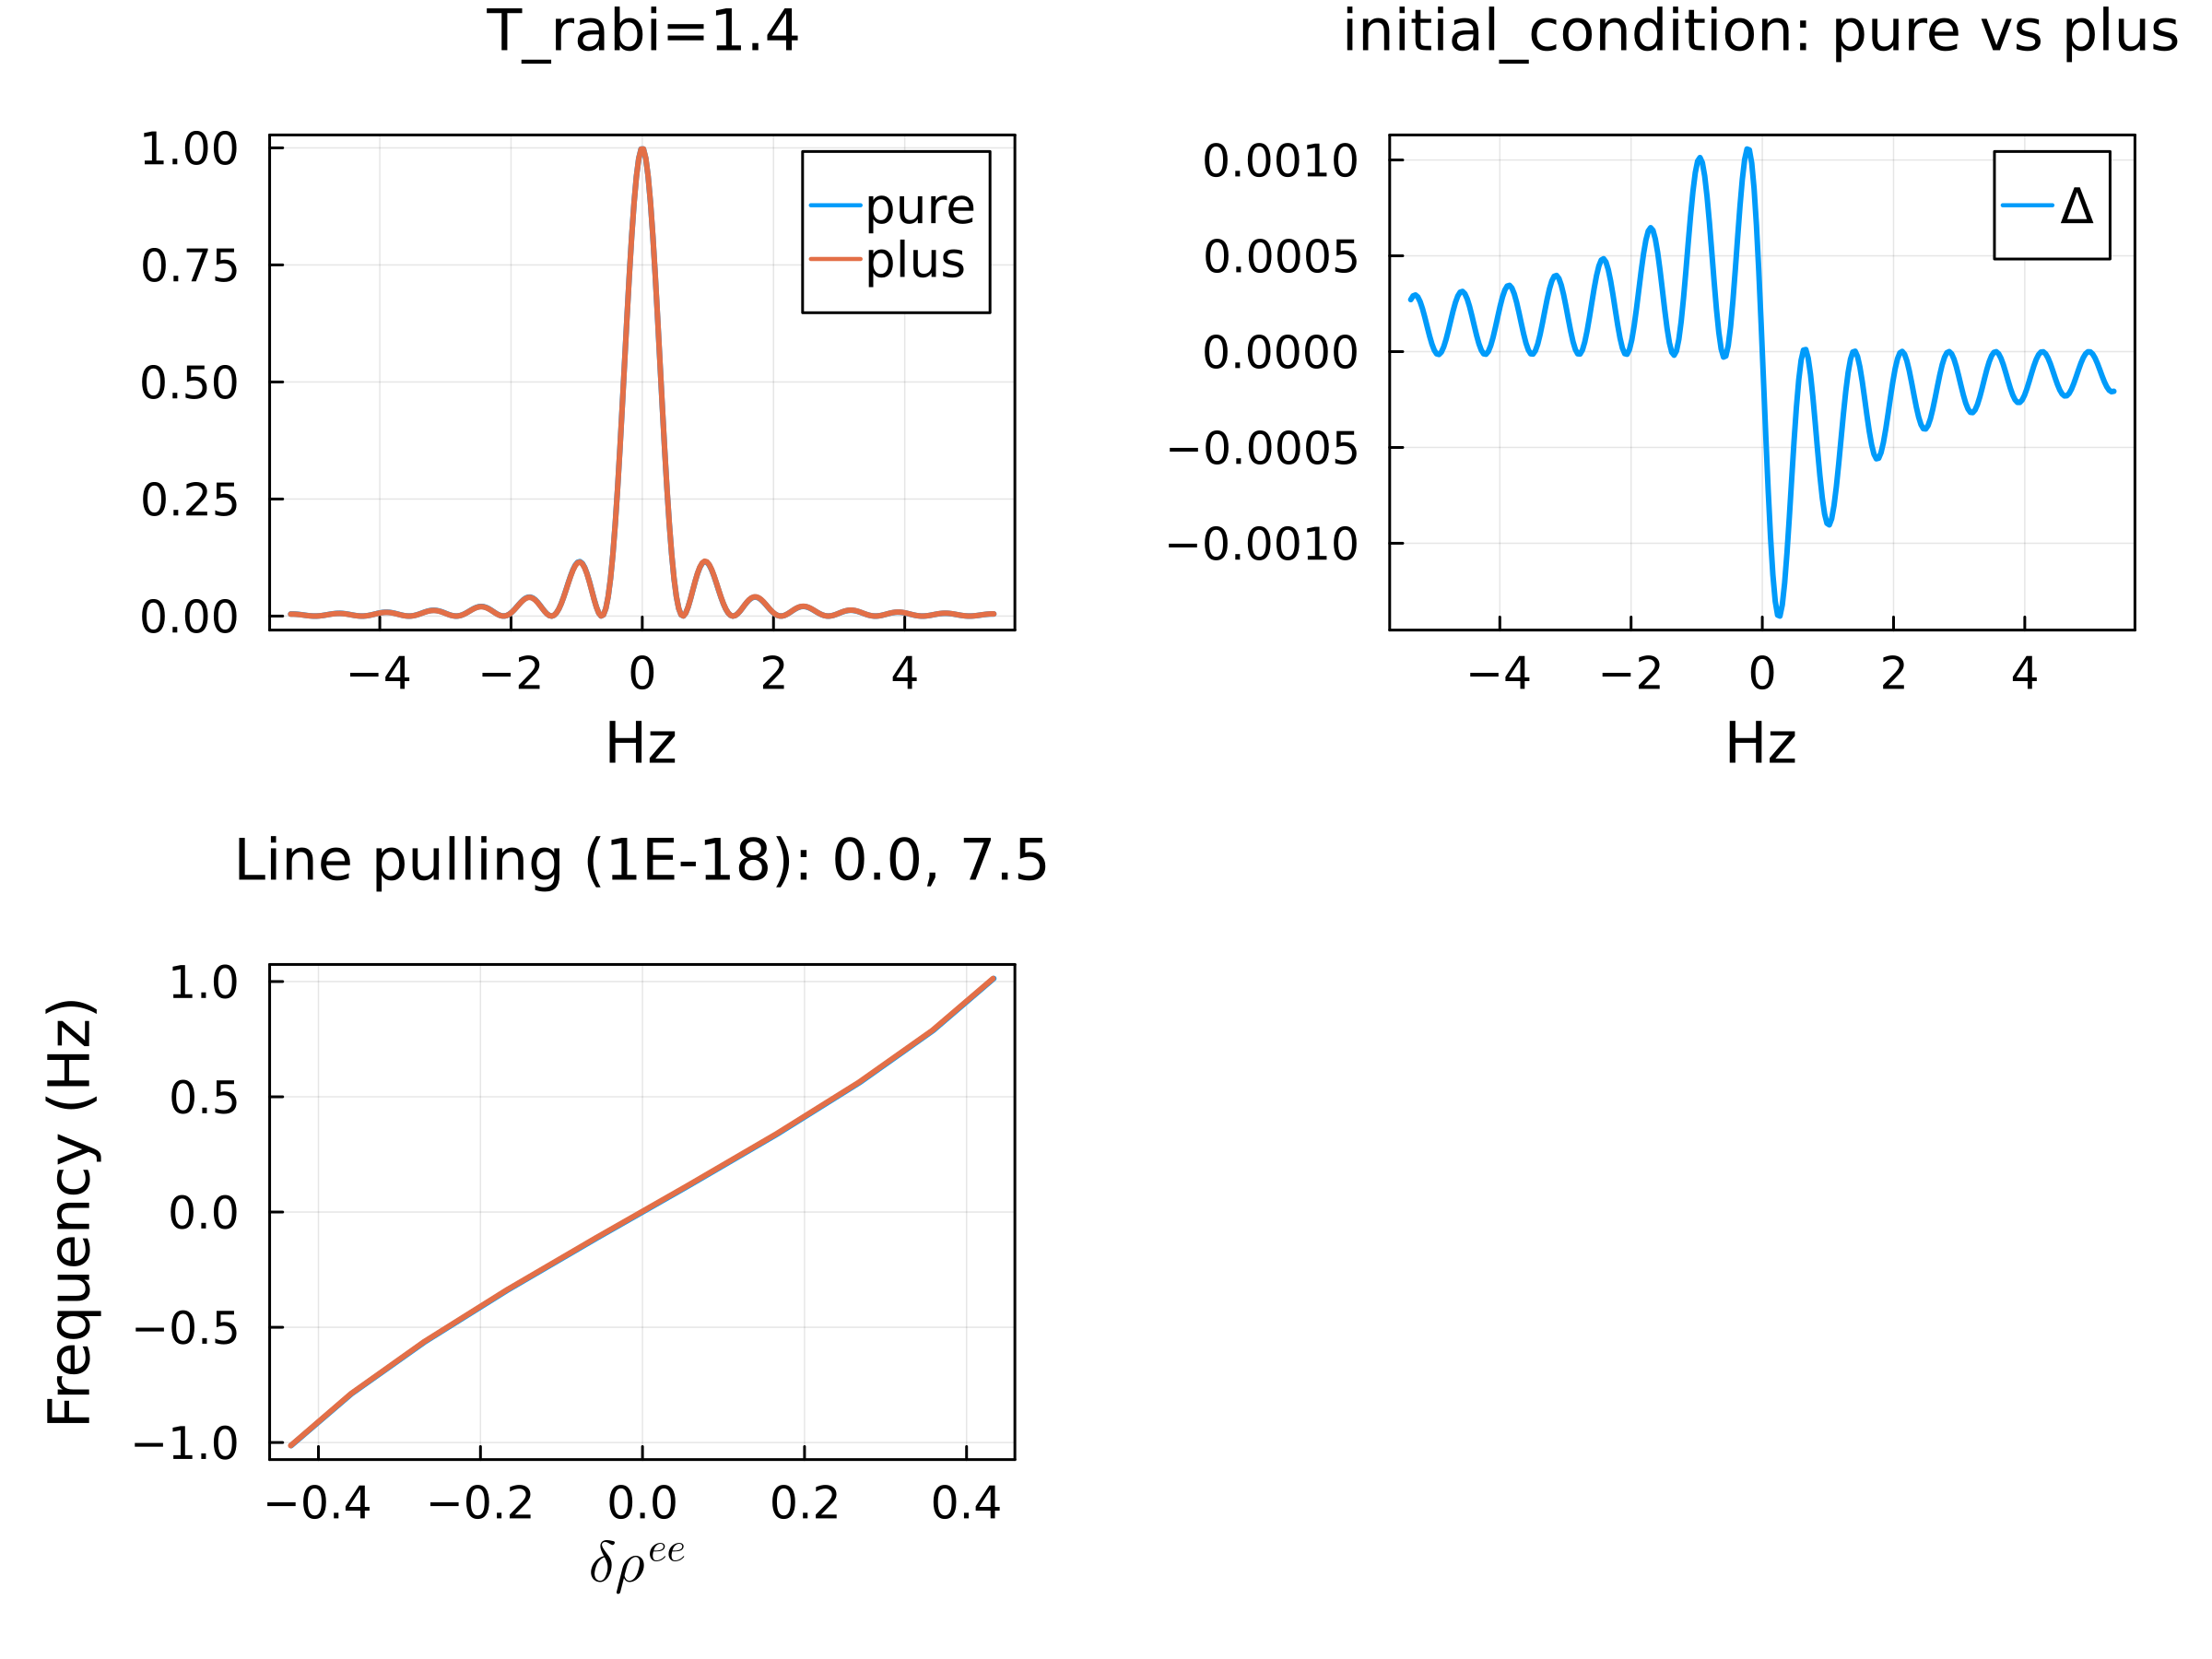 T_rabi=1.4
1.00
0.75
0.50
0.25
0.00
pure
plus
−4 −2 0 2 4
Hz
initial_condition: pure vs plus
0.0010
0.0005
0.0000
−0.0005
−0.0010
Δ
−4 −2 0 2 4
Hz
Line pulling (1E-18): 0.0, 7.5
Frequency (Hz)
1.0
0.5
0.0
−0.5
−1.0
−0.4 −0.2 0.0 0.2 0.4
δρ^{ee}